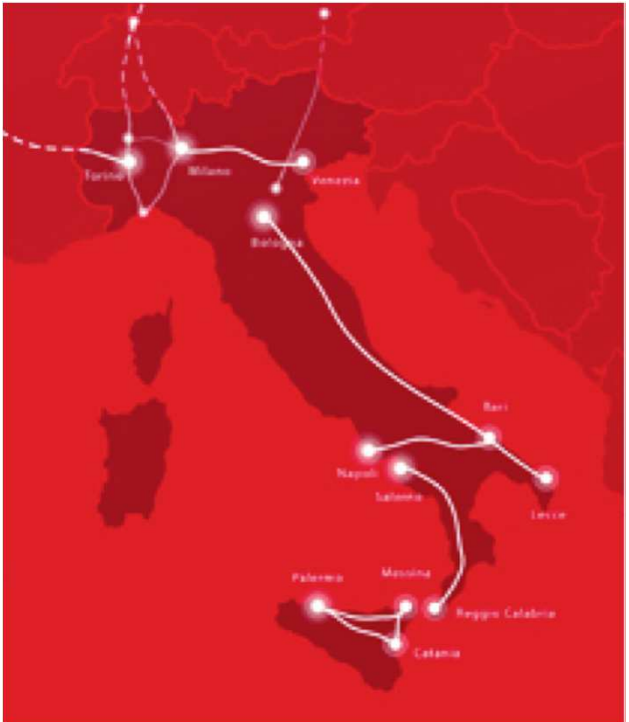 Torino
Milano
Venezia
Bologna
Bari
Napoli
Salerno
Lecce
Palermo
Messina
Reggio Calabria
Catania